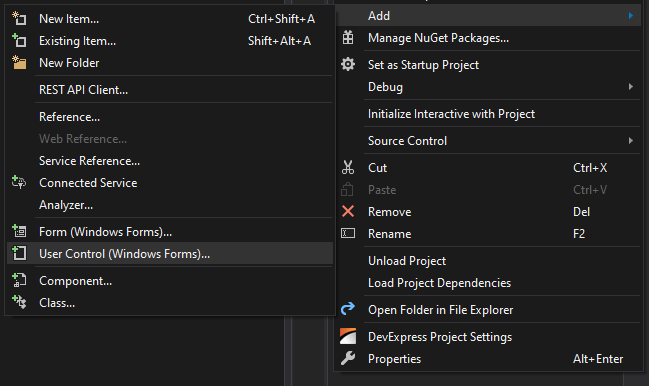 New Item... Ctrl+Shift+A
Existing Item... Shift+Alt+A
New Folder
REST API Client...
Reference...
Web Reference...
Service Reference...
Connected Service
Analyzer...
Form (Windows Forms)...
User Control (Windows Forms)...
Component...
Class...
Add
Manage NuGet Packages...
Set as Startup Project
Debug
Initialize Interactive with Project
Source Control
Cut Ctrl+X
Paste Ctrl+V
Remove Del
Rename F2
Unload Project
Load Project Dependencies
Open Folder in File Explorer
DevExpress Project Settings
Properties Alt+Enter